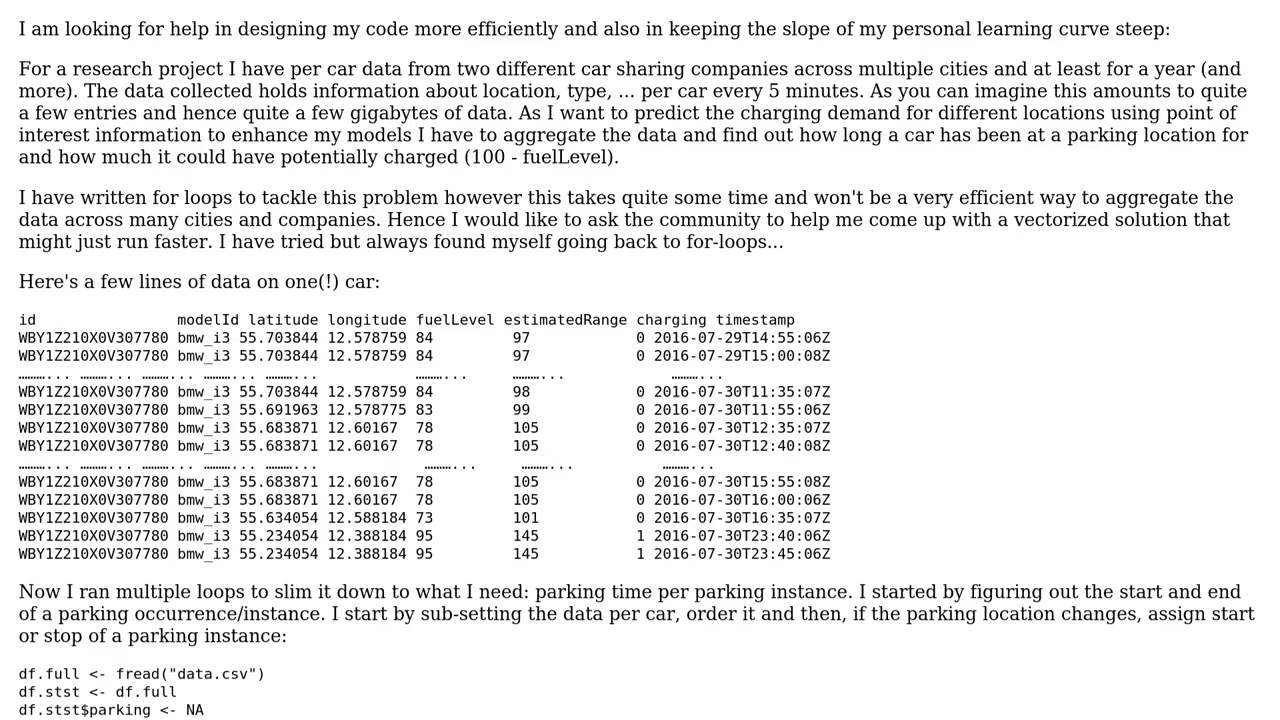 I am looking for help in designing my code more efficiently and also in keeping the slope of my personal learning curve steep:
For a research project I have per car data from two different car sharing companies across multiple cities and at least for a year (and
more). The data collected holds information about location, type, ... per car every 5 minutes. As you can imagine this amounts to quite
a few entries and hence quite a few gigabytes of data. As I want to predict the charging demand for different locations using point of
interest information to enhance my models I have to aggregate the data and find out how long a car has been at a parking location for
and how much it could have potentially charged (100 - fuelLevel).
I have written for loops to tackle this problem however this takes quite some time and won't be a very efficient way to aggregate the
data across many cities and companies. Hence I would like to ask the community to help me come up with a vectorized solution that
might just run faster. I have tried but always found myself going back to for-loops...
Here's a few lines of data on one(!) car:
id                modelId latitude longitude fuelLevel estimatedRange charging timestamp
WBY1Z210X0V307780 bmw_i3 55.703844 12.578759 84         97            0 2016-07-29T14:55:06Z
WBY1Z210X0V307780 bmw_i3 55.703844 12.578759 84         97            0 2016-07-29T15:00:08Z
………... ………... ………... ………... ………...           ………...     ………...            ………...
WBY1Z210X0V307780 bmw_i3 55.703844 12.578759 84         98            0 2016-07-30T11:35:07Z
WBY1Z210X0V307780 bmw_i3 55.691963 12.578775 83         99            0 2016-07-30T11:55:06Z
WBY1Z210X0V307780 bmw_i3 55.683871 12.60167  78         105           0 2016-07-30T12:35:07Z
WBY1Z210X0V307780 bmw_i3 55.683871 12.60167  78         105           0 2016-07-30T12:40:08Z
………... ………... ………... ………... ………...            ………...     ………...          ………...
WBY1Z210X0V307780 bmw_i3 55.683871 12.60167  78         105           0 2016-07-30T15:55:08Z
WBY1Z210X0V307780 bmw_i3 55.683871 12.60167  78         105           0 2016-07-30T16:00:06Z
WBY1Z210X0V307780 bmw_i3 55.634054 12.588184 73         101           0 2016-07-30T16:35:07Z
WBY1Z210X0V307780 bmw_i3 55.234054 12.388184 95         145           1 2016-07-30T23:40:06Z
WBY1Z210X0V307780 bmw_i3 55.234054 12.388184 95         145           1 2016-07-30T23:45:06Z
Now I ran multiple loops to slim it down to what I need: parking time per parking instance. I started by figuring out the start and end
of a parking occurrence/instance. I start by sub-setting the data per car, order it and then, if the parking location changes, assign start
or stop of a parking instance:
df.full <- fread("data.csv")
df.stst <- df.full
df.stst$parking <- NA